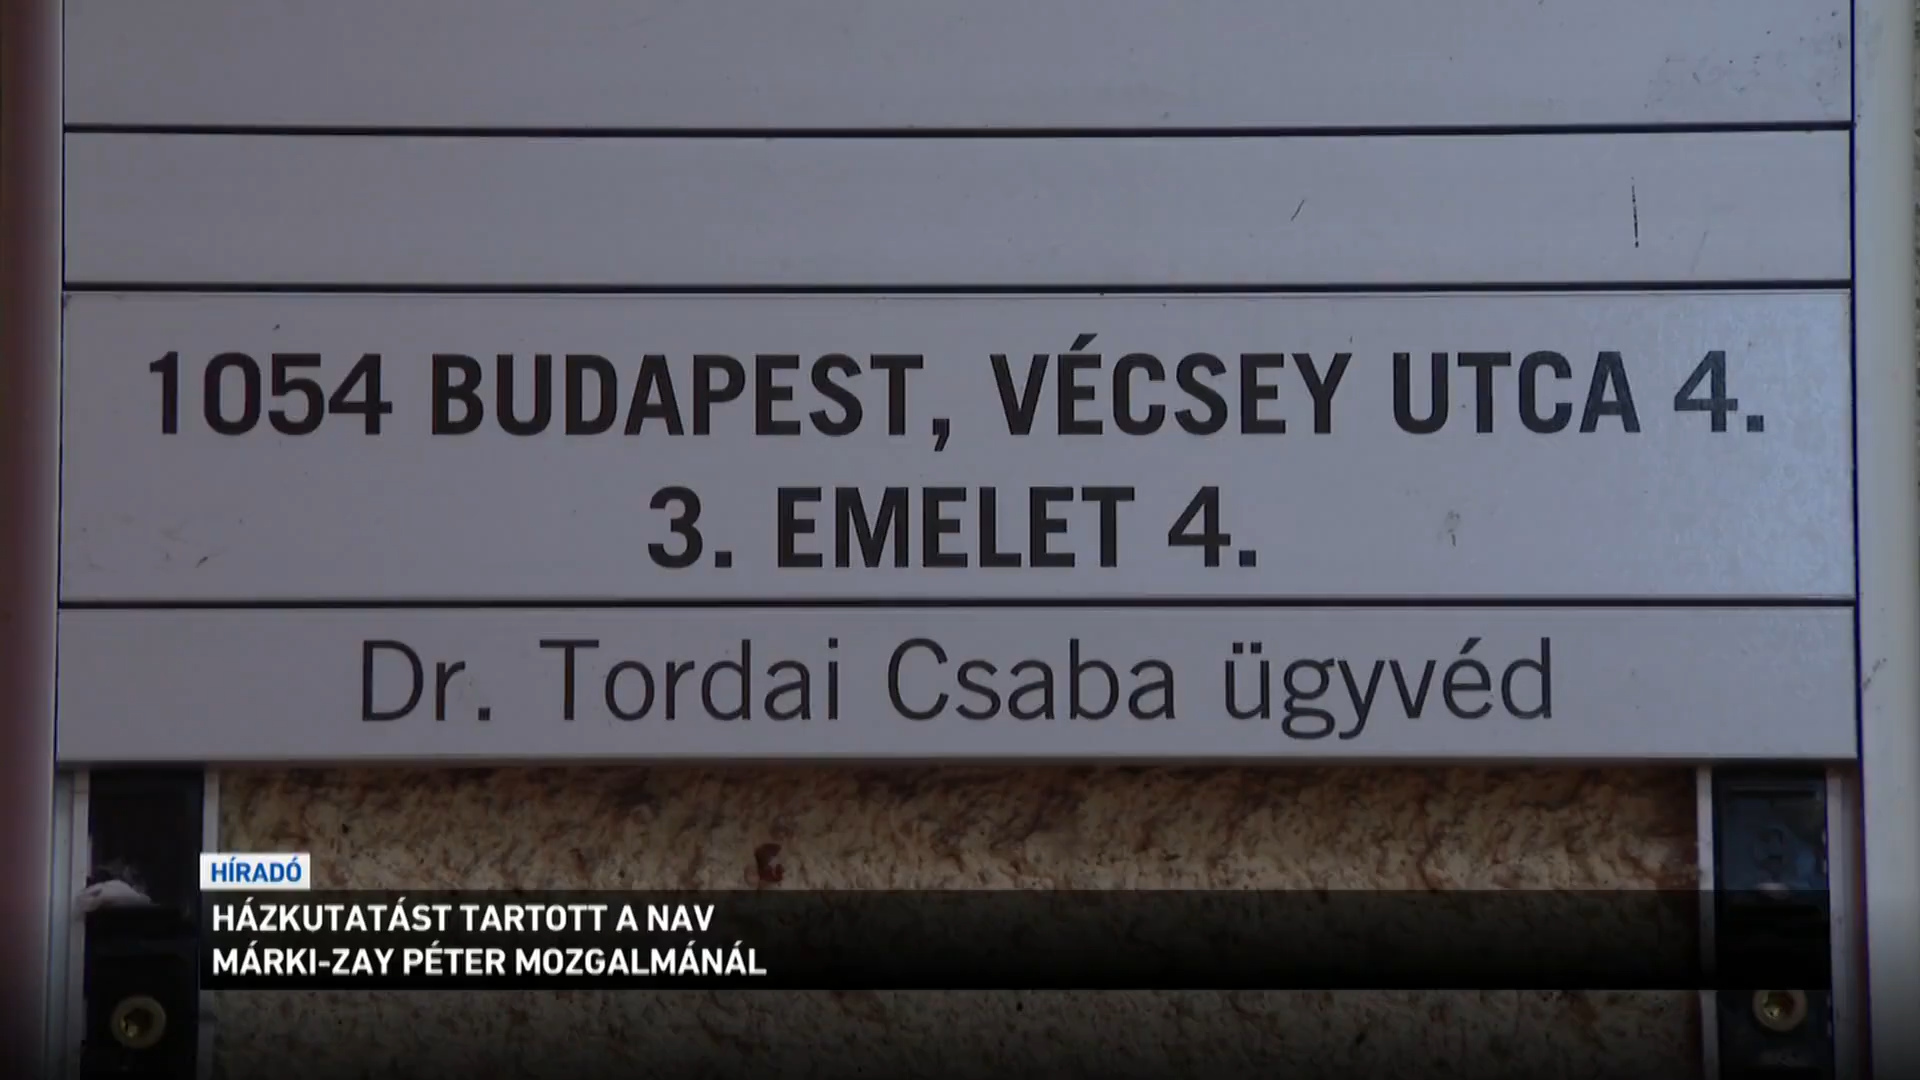 1054 BUDAPEST, VÉCSEY UTCA 4.
3. EMELET 4.
Dr. Tordai Csaba ügyvéd
HÍRADÓ
HÁZKUTATÁST TARTOTT A NAV
MÁRKI-ZAY PÉTER MOZGALMÁNÁL